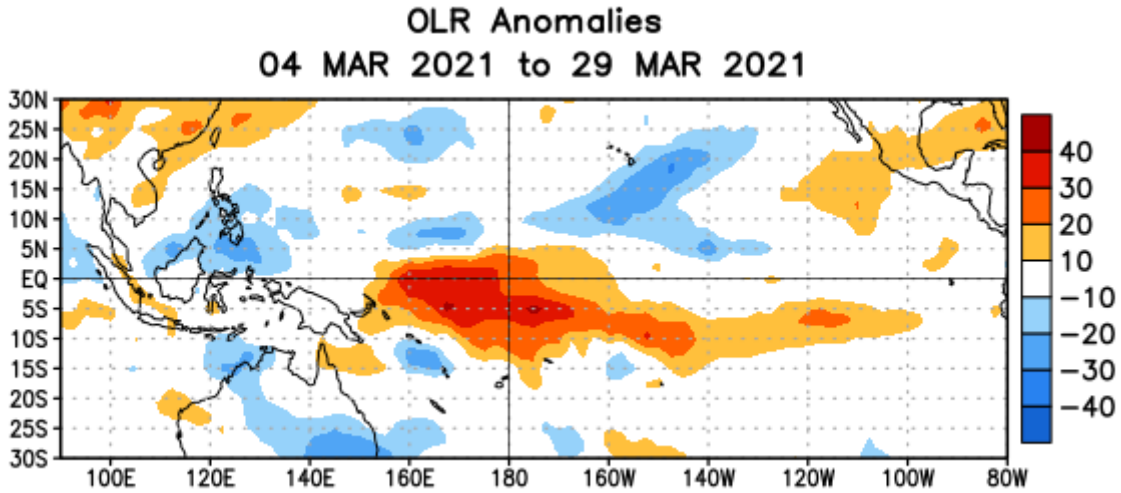 OLR Anomalies
04 MAR 2021 to 29 MAR 2021
30N
25N
20N
15N
10N
5N
EQ
5S
10S
15S
20S
25S
30S
100E 120E 140E 160E 180 160W 140W 120W 100W 80W
40
30
20
10
-10
-20
-30
-40